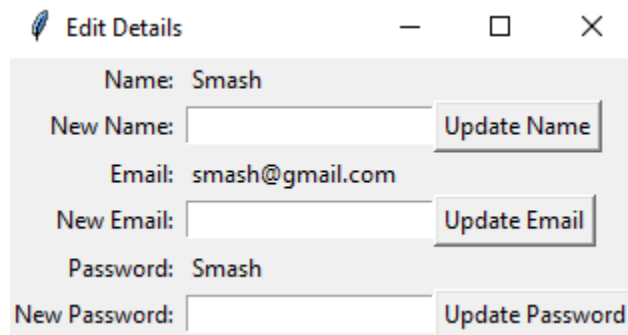 Edit Details
Name: Smash
New Name: Update Name
Email: smash@gmail.com
New Email: Update Email
Password: Smash
New Password: Update Password